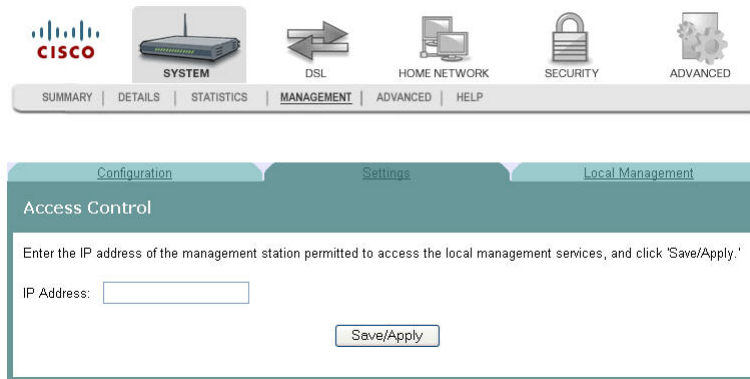 CISCO
SYSTEM DSL HOME NETWORK SECURITY ADVANCED
SUMMARY | DETAILS | STATISTICS | MANAGEMENT | ADVANCED | HELP
Configuration Settings Local Management
Access Control
Enter the IP address of the management station permitted to access the local management services, and click 'Save/Apply.'
IP Address:
Save/Apply